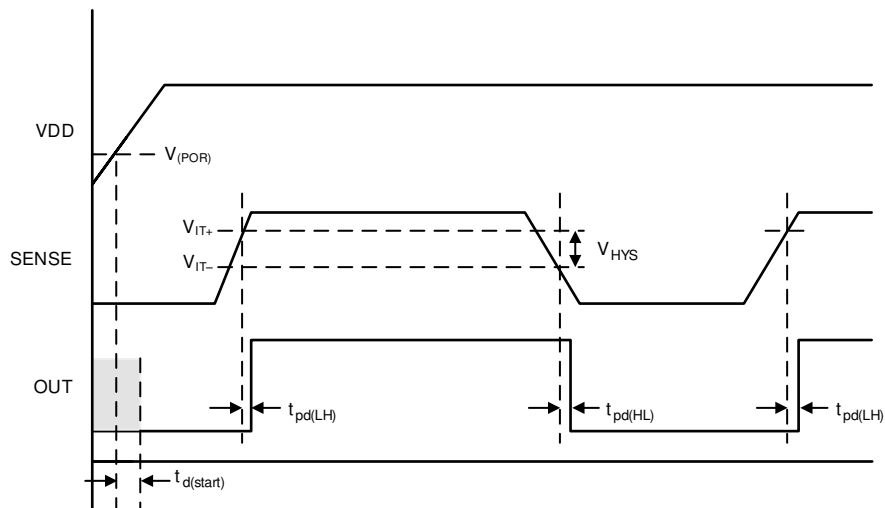 VDD
V(POR)
VIT+
SENSE
VIT–
VHYS
OUT
tpd(LH)
tpd(HL)
tpd(LH)
td(start)